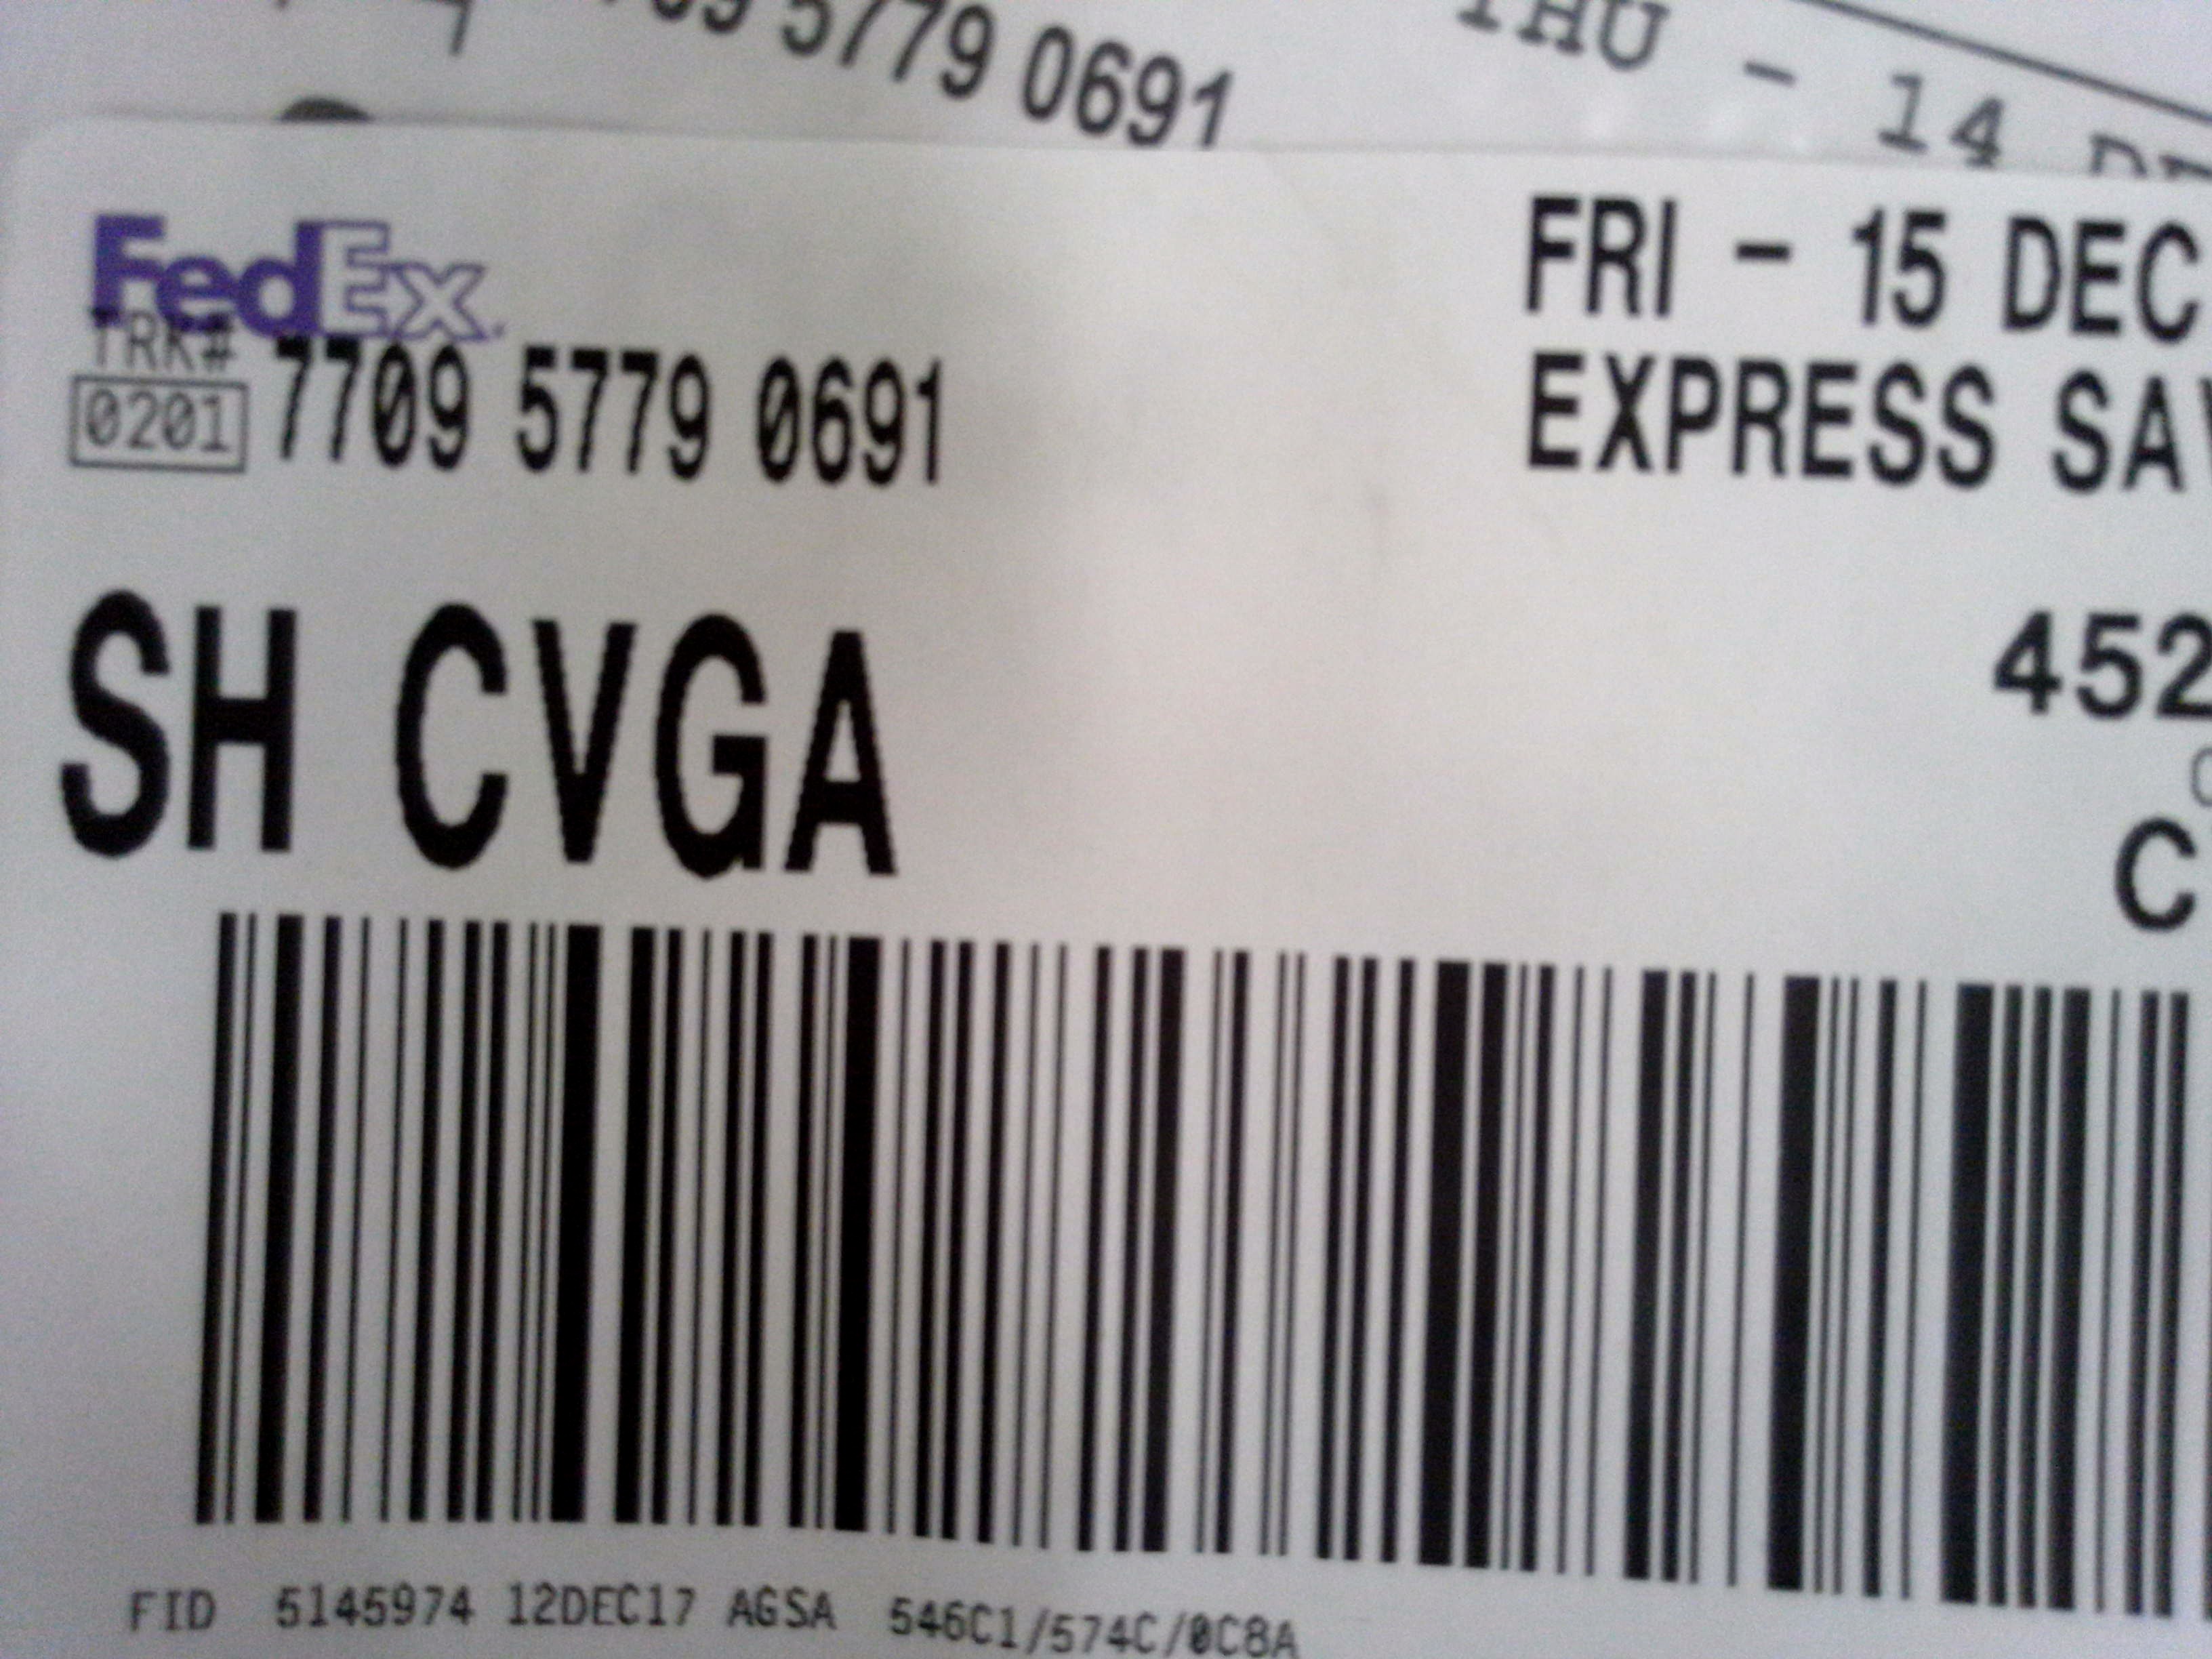 5779 0691
THU - 14
FedEx
TRK#
0201 7709 5779 0691
FRI - 15 DEC
EXPRESS SA
SH CVGA
452
C
FID 5145974 12DEC17 AGSA 546C1/574C/0C8A